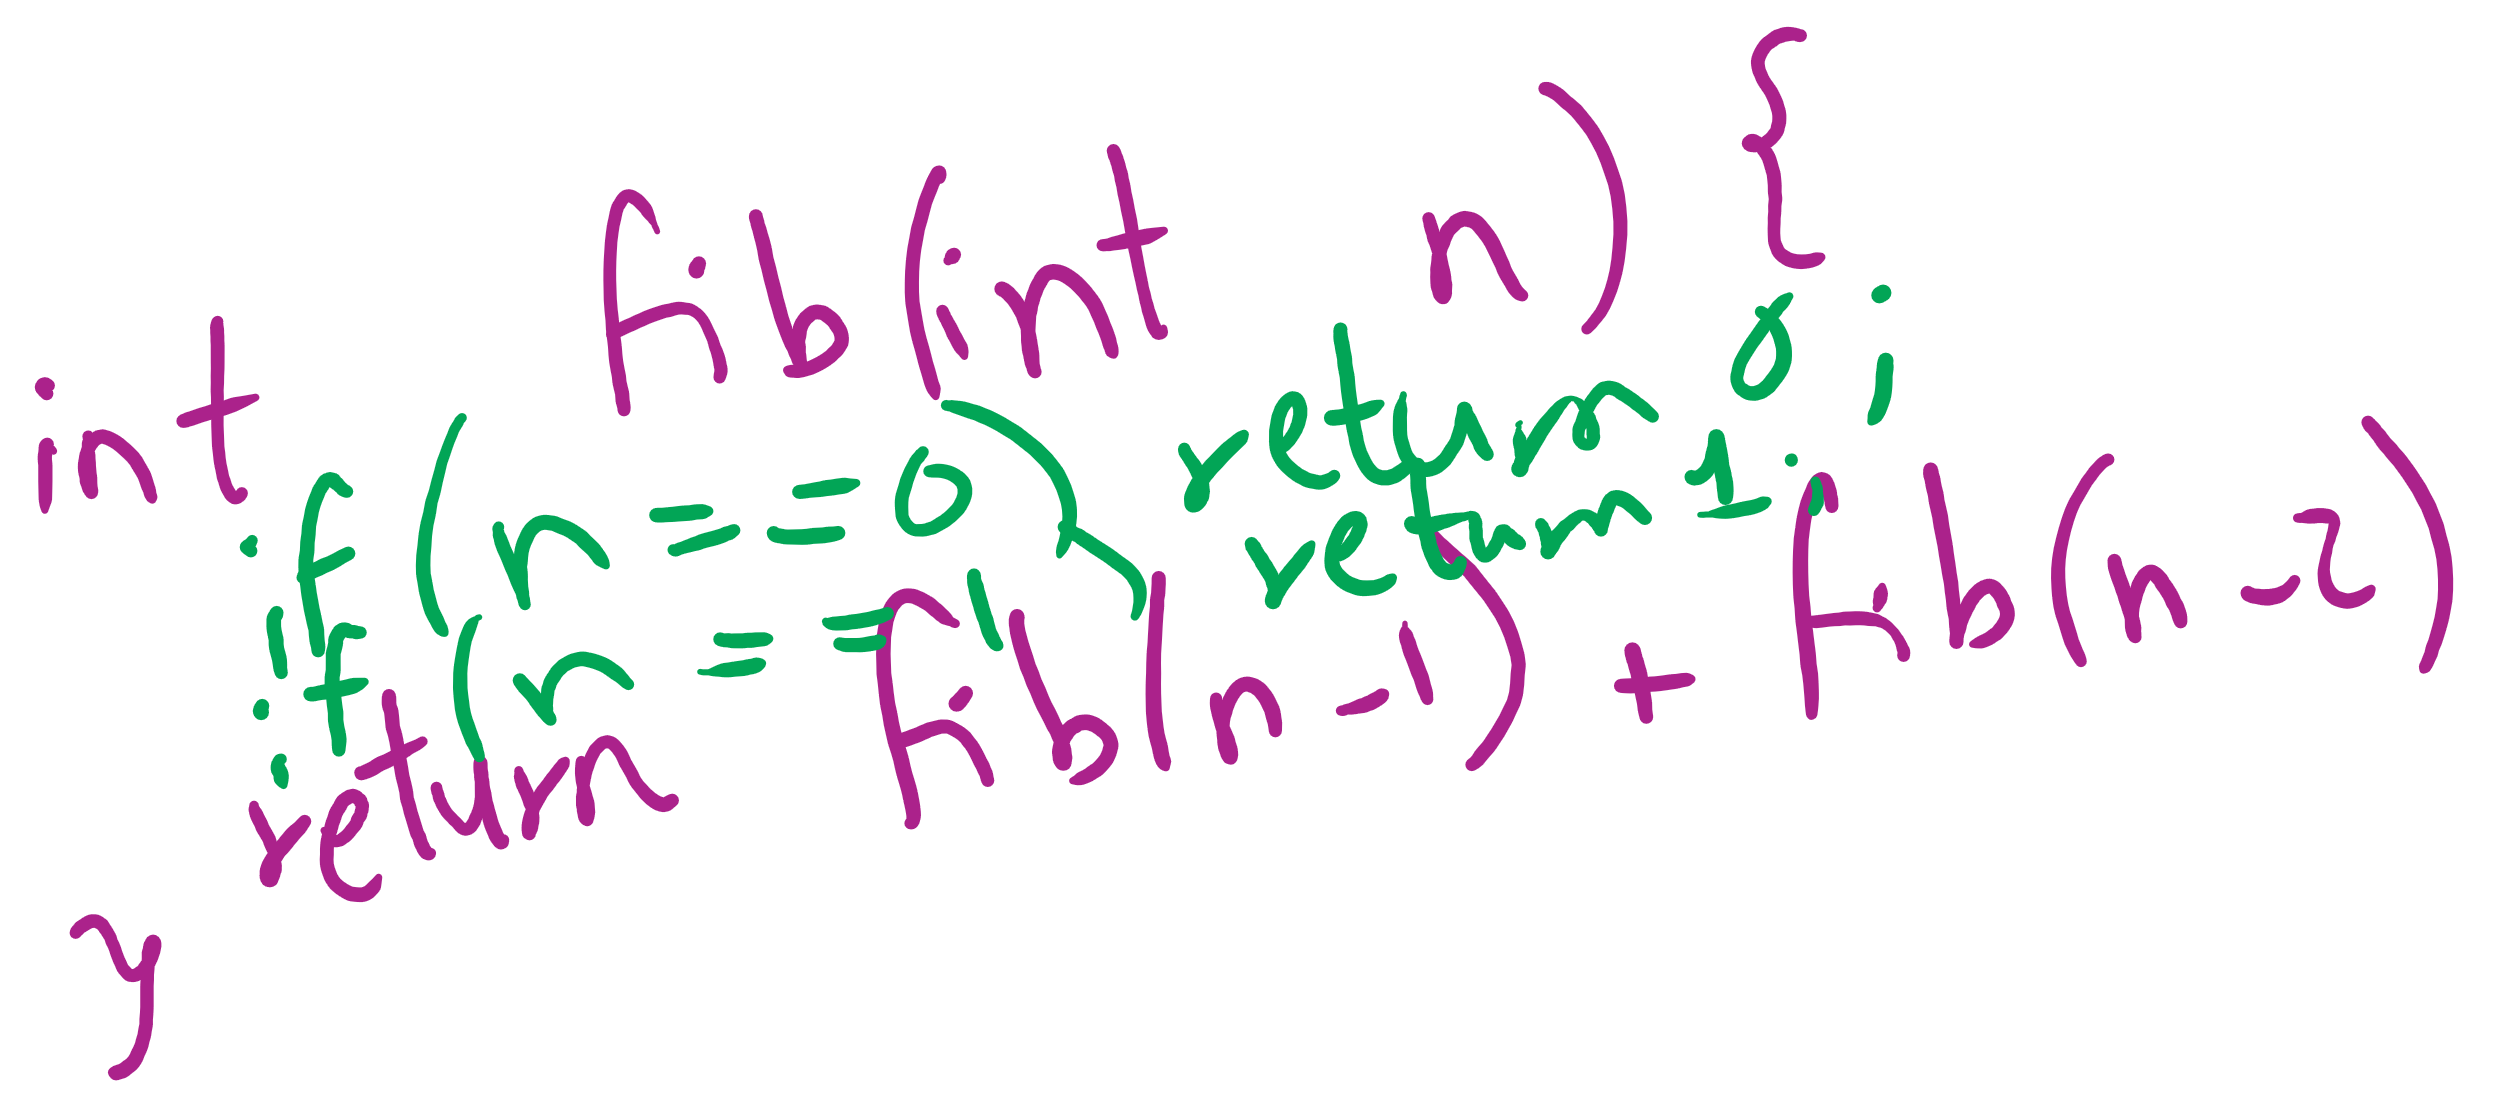 int fib(int n) {
if (n == 0) return 0;
if (n == 1) return 1;
return fib(n-1) + fib(n-2)
}